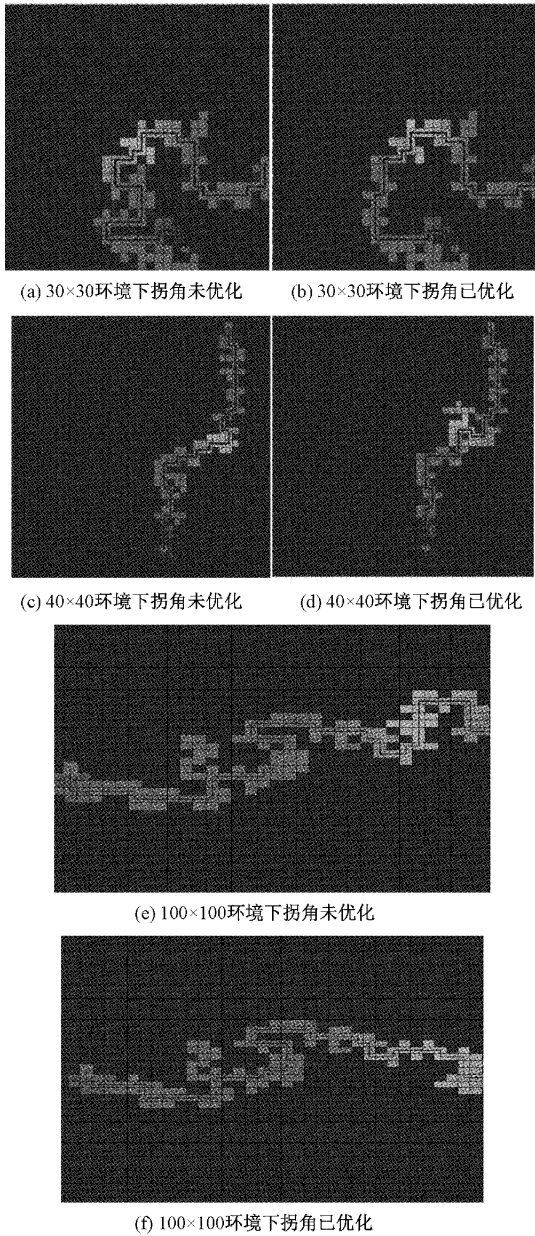 (a) 30×30环境下拐角未优化
(b) 30×30环境下拐角已优化
(c) 40×40环境下拐角未优化
(d) 40×40环境下拐角已优化
(e) 100×100环境下拐角未优化
(f) 100×100环境下拐角已优化